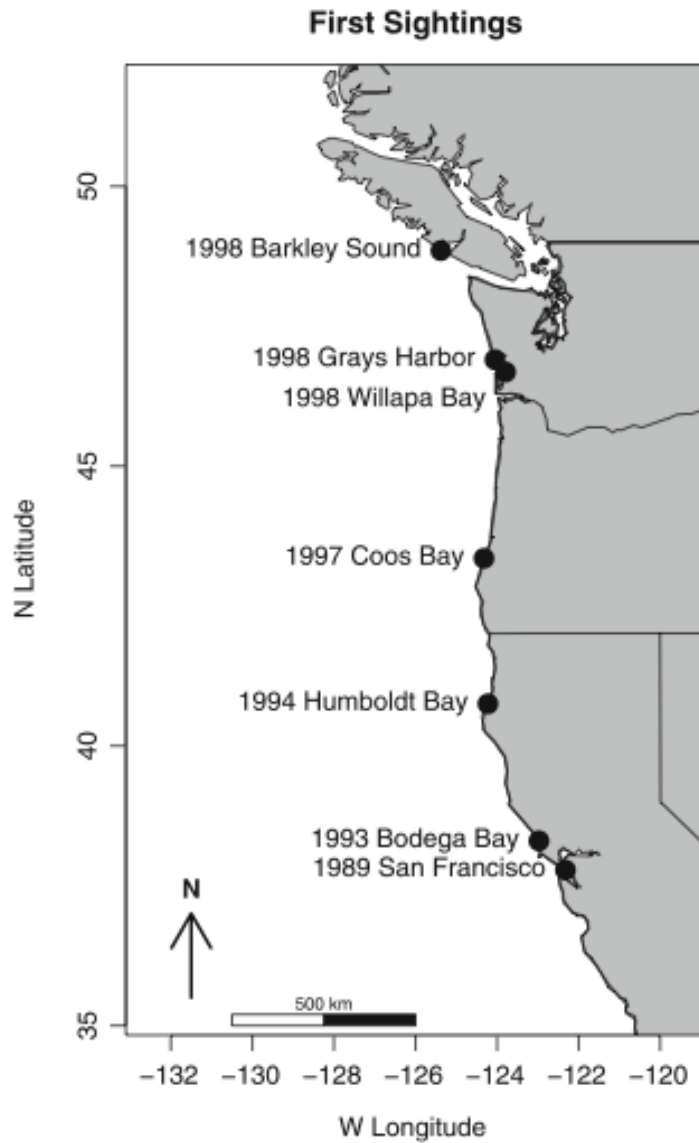 First Sightings
50
1998 Barkley Sound
1998 Grays Harbor
1998 Willapa Bay
45
N Latitude
1997 Coos Bay
1994 Humboldt Bay
40
1993 Bodega Bay
1989 San Francisco
N
500 km
35
−132 −130 −128 −126 −124 −122 −120
W Longitude